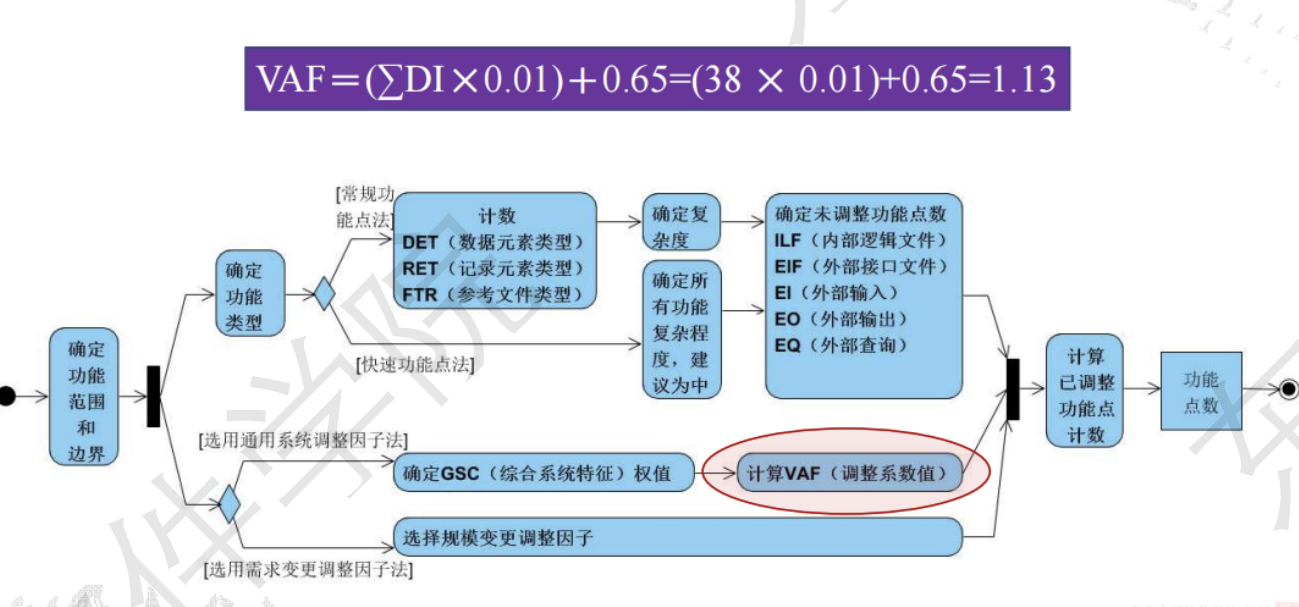 VAF＝(∑DI×0.01)＋0.65=(38 × 0.01)+0.65=1.13
[常规功
能点法]
计数
DET（数据元素类型）
RET（记录元素类型）
FTR（参考文件类型）
确定复
杂度
确定未调整功能点数
ILF（内部逻辑文件）
EIF（外部接口文件）
EI（外部输入）
EO（外部输出）
EQ（外部查询）
确定
功能
类型
确定所
有功能
复杂程
度，建
议为中
[快速功能点法]
确定
功能
范围
和
边界
计算
已调整
功能点
计数
功能
点数
[选用通用系统调整因子法]
确定GSC（综合系统特征）权值
计算VAF（调整系数值）
选择规模变更调整因子
[选用需求变更调整因子法]
件学院